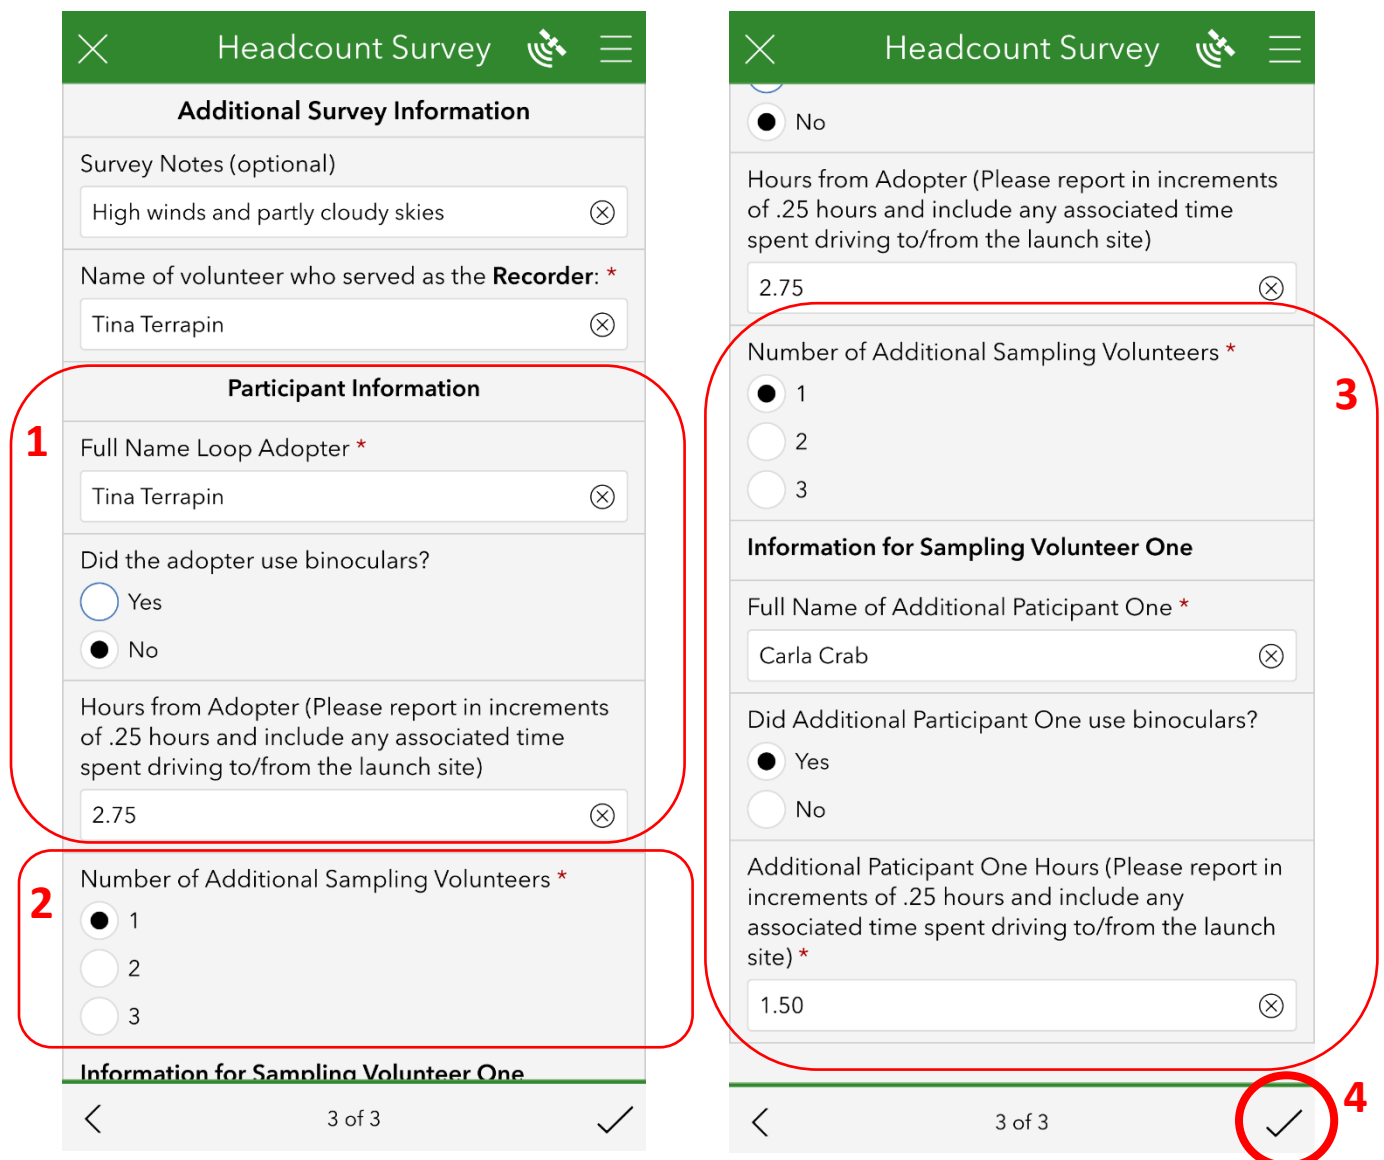 Headcount Survey
Additional Survey Information
Survey Notes (optional)
High winds and partly cloudy skies
Name of volunteer who served as the Recorder: *
Tina Terrapin
Participant Information
1
Full Name Loop Adopter *
Tina Terrapin
Did the adopter use binoculars?
Yes
No
Hours from Adopter (Please report in increments
of .25 hours and include any associated time
spent driving to/from the launch site)
2.75
2
Number of Additional Sampling Volunteers *
1
2
3
Information for Sampling Volunteer One
3 of 3
Headcount Survey
No
Hours from Adopter (Please report in increments
of .25 hours and include any associated time
spent driving to/from the launch site)
2.75
3
Number of Additional Sampling Volunteers *
1
2
3
Information for Sampling Volunteer One
Full Name of Additional Paticipant One *
Carla Crab
Did Additional Participant One use binoculars?
Yes
No
Additional Paticipant One Hours (Please report in
increments of .25 hours and include any
associated time spent driving to/from the launch
site) *
1.50
4
3 of 3